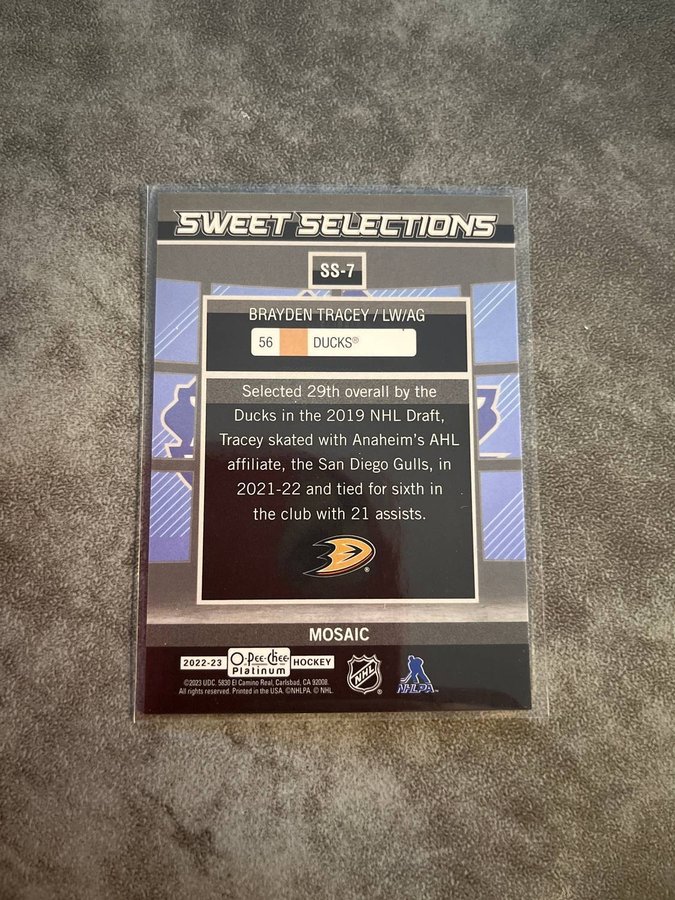 SWEET SELECTIONS
SS-7
BRAYDEN TRACEY / LW/AG
56 DUCKS®
Selected 29th overall by the
Ducks in the 2019 NHL Draft,
Tracey skated with Anaheim's AHL
affiliate, the San Diego Gulls, in
2021-22 and tied for sixth in
the club with 21 assists.
®
MOSAIC
2022-23 O-Pee-Chee Platinum HOCKEY
NHL ®
NHLPA
©2023 UDC. 5830 El Camino Real, Carlsbad, CA 92008.
All rights reserved. Printed in the USA. ©NHLPA. © NHL.